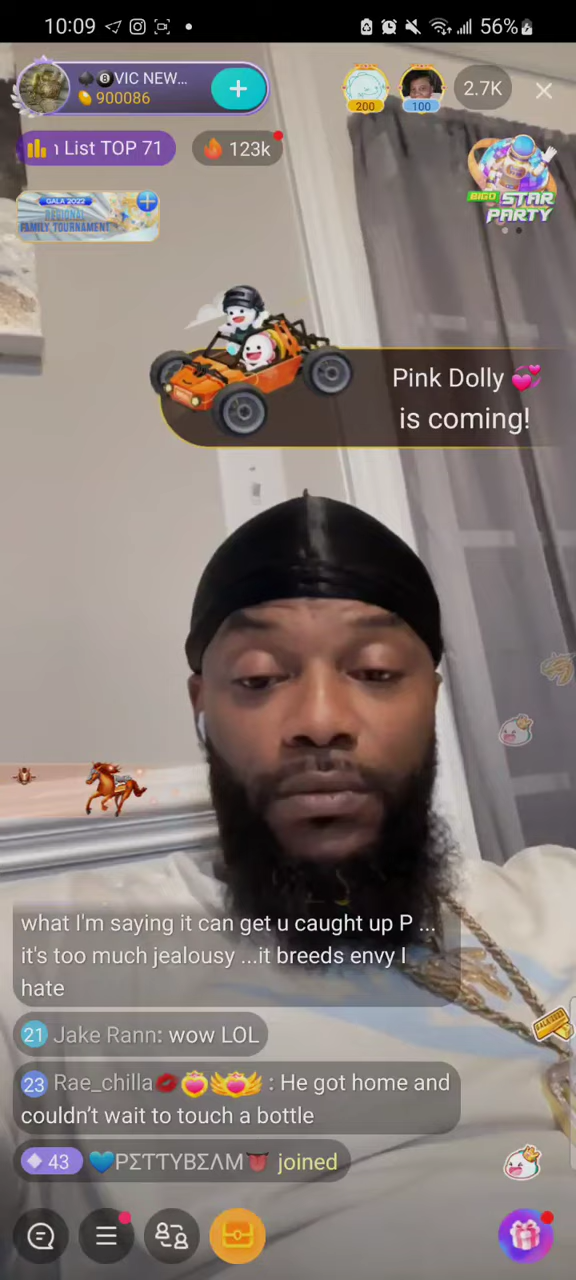 10:09
56%
♠️🎱VIC NEW...
900086
200
100
2.7K
List TOP 71
123k
GALA 2022
REGIONAL
FAMILY TOURNAMENT
BIGO STAR
PARTY
Pink Dolly 💞
is coming!
what I'm saying it can get u caught up P ...
it's too much jealousy ...it breeds envy I
hate
21 Jake Rann: wow LOL
23 Rae_chilla💋 : He got home and
couldn't wait to touch a bottle
43 💙PΣTTYBΣΛM👅 joined